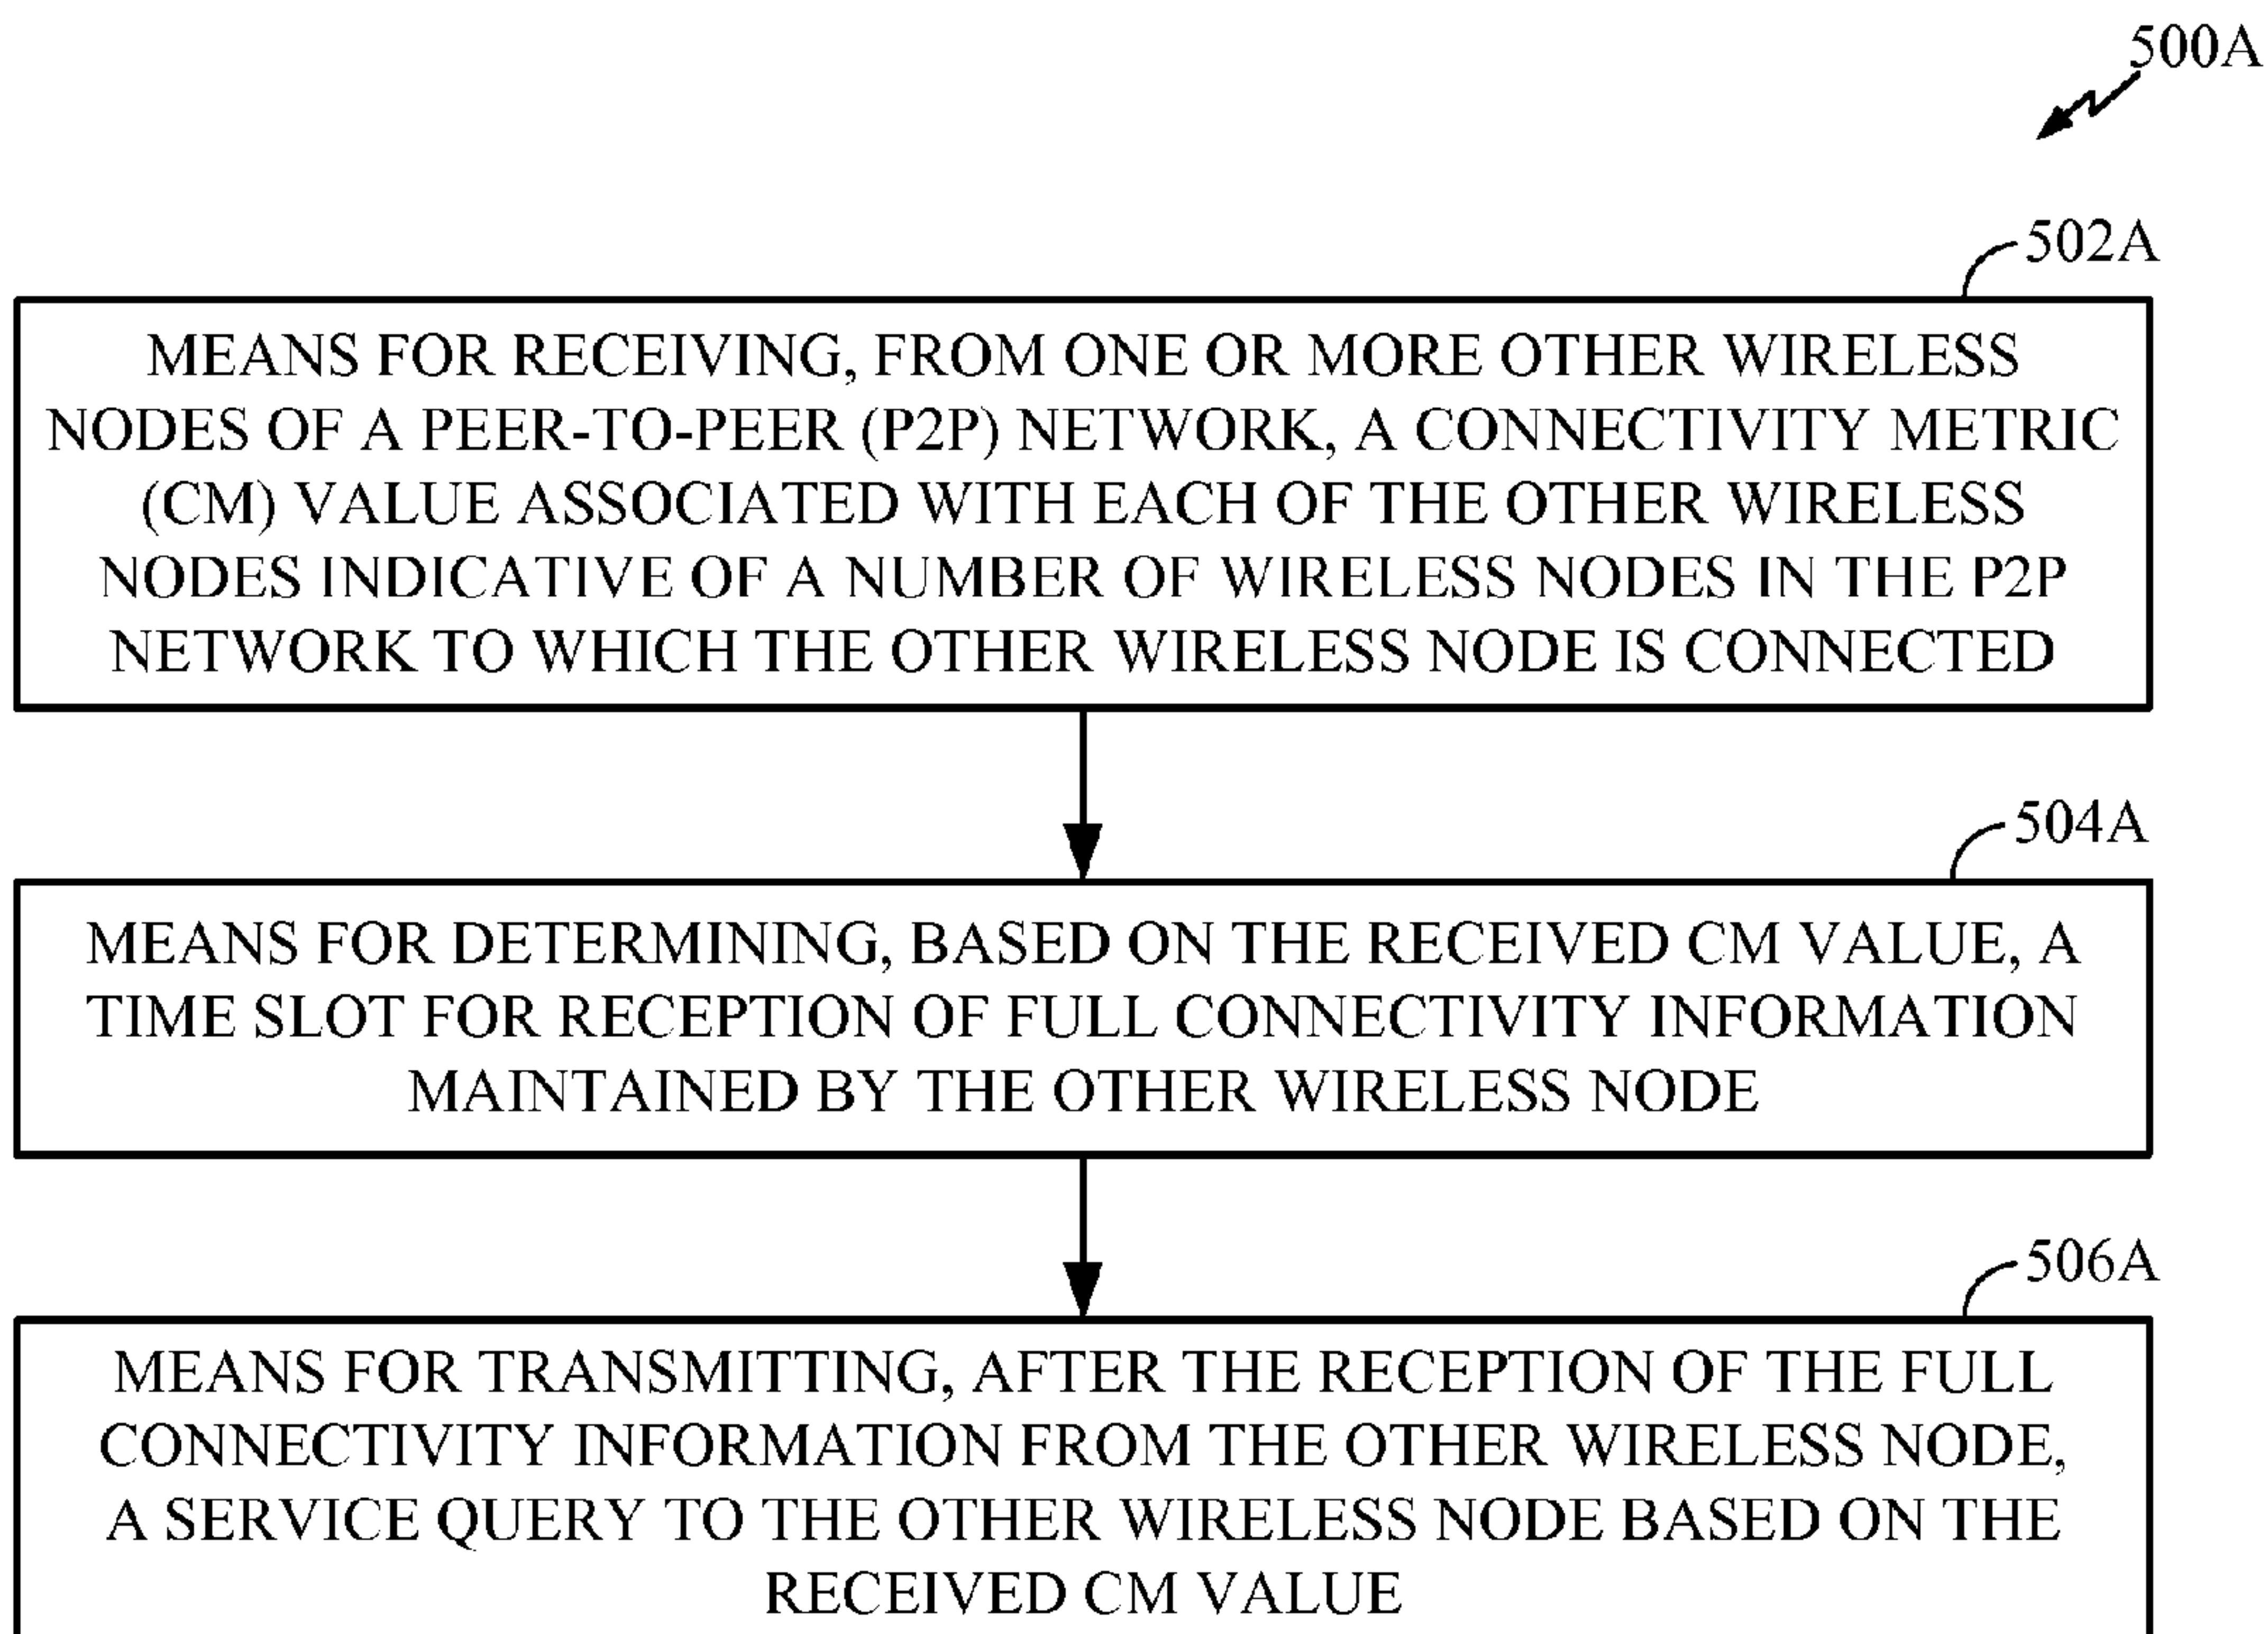 500A
502A
MEANS FOR RECEIVING, FROM ONE OR MORE OTHER WIRELESS
NODES OF A PEER-TO-PEER (P2P) NETWORK, A CONNECTIVITY METRIC
(CM) VALUE ASSOCIATED WITH EACH OF THE OTHER WIRELESS
NODES INDICATIVE OF A NUMBER OF WIRELESS NODES IN THE P2P
NETWORK TO WHICH THE OTHER WIRELESS NODE IS CONNECTED
504A
MEANS FOR DETERMINING, BASED ON THE RECEIVED CM VALUE, A
TIME SLOT FOR RECEPTION OF FULL CONNECTIVITY INFORMATION
MAINTAINED BY THE OTHER WIRELESS NODE
506A
MEANS FOR TRANSMITTING, AFTER THE RECEPTION OF THE FULL
CONNECTIVITY INFORMATION FROM THE OTHER WIRELESS NODE,
A SERVICE QUERY TO THE OTHER WIRELESS NODE BASED ON THE
RECEIVED CM VALUE